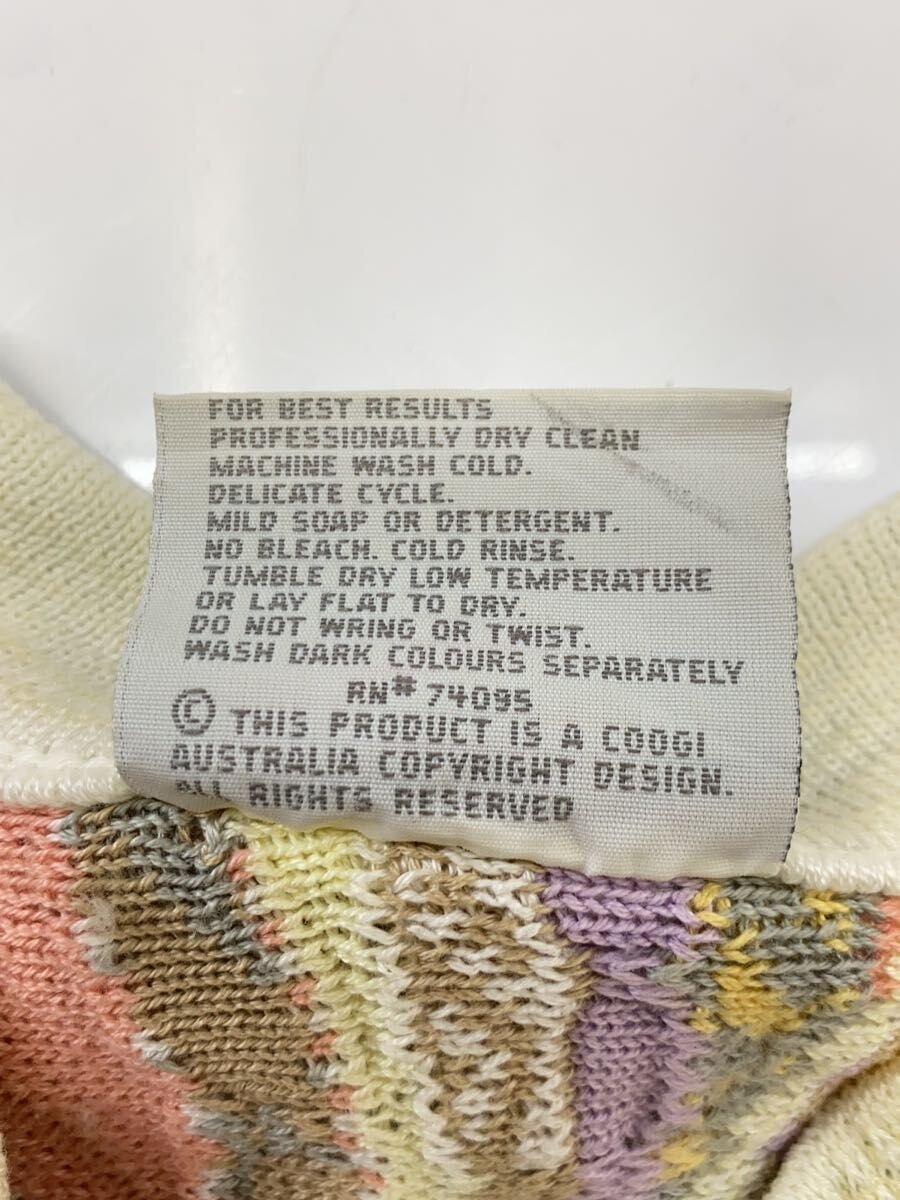 FOR BEST RESULTS
PROFESSIONALLY DRY CLEAN
MACHINE WASH COLD.
DELICATE CYCLE.
MILD SOAP OR DETERGENT.
NO BLEACH. COLD RINSE.
TUMBLE DRY LOW TEMPERATURE
OR LAY FLAT TO DRY.
DO NOT WRING OR TWIST.
WASH DARK COLOURS SEPARATELY
RN# 74095
© THIS PRODUCT IS A COOGI
AUSTRALIA COPYRIGHT DESIGN.
ALL RIGHTS RESERVED